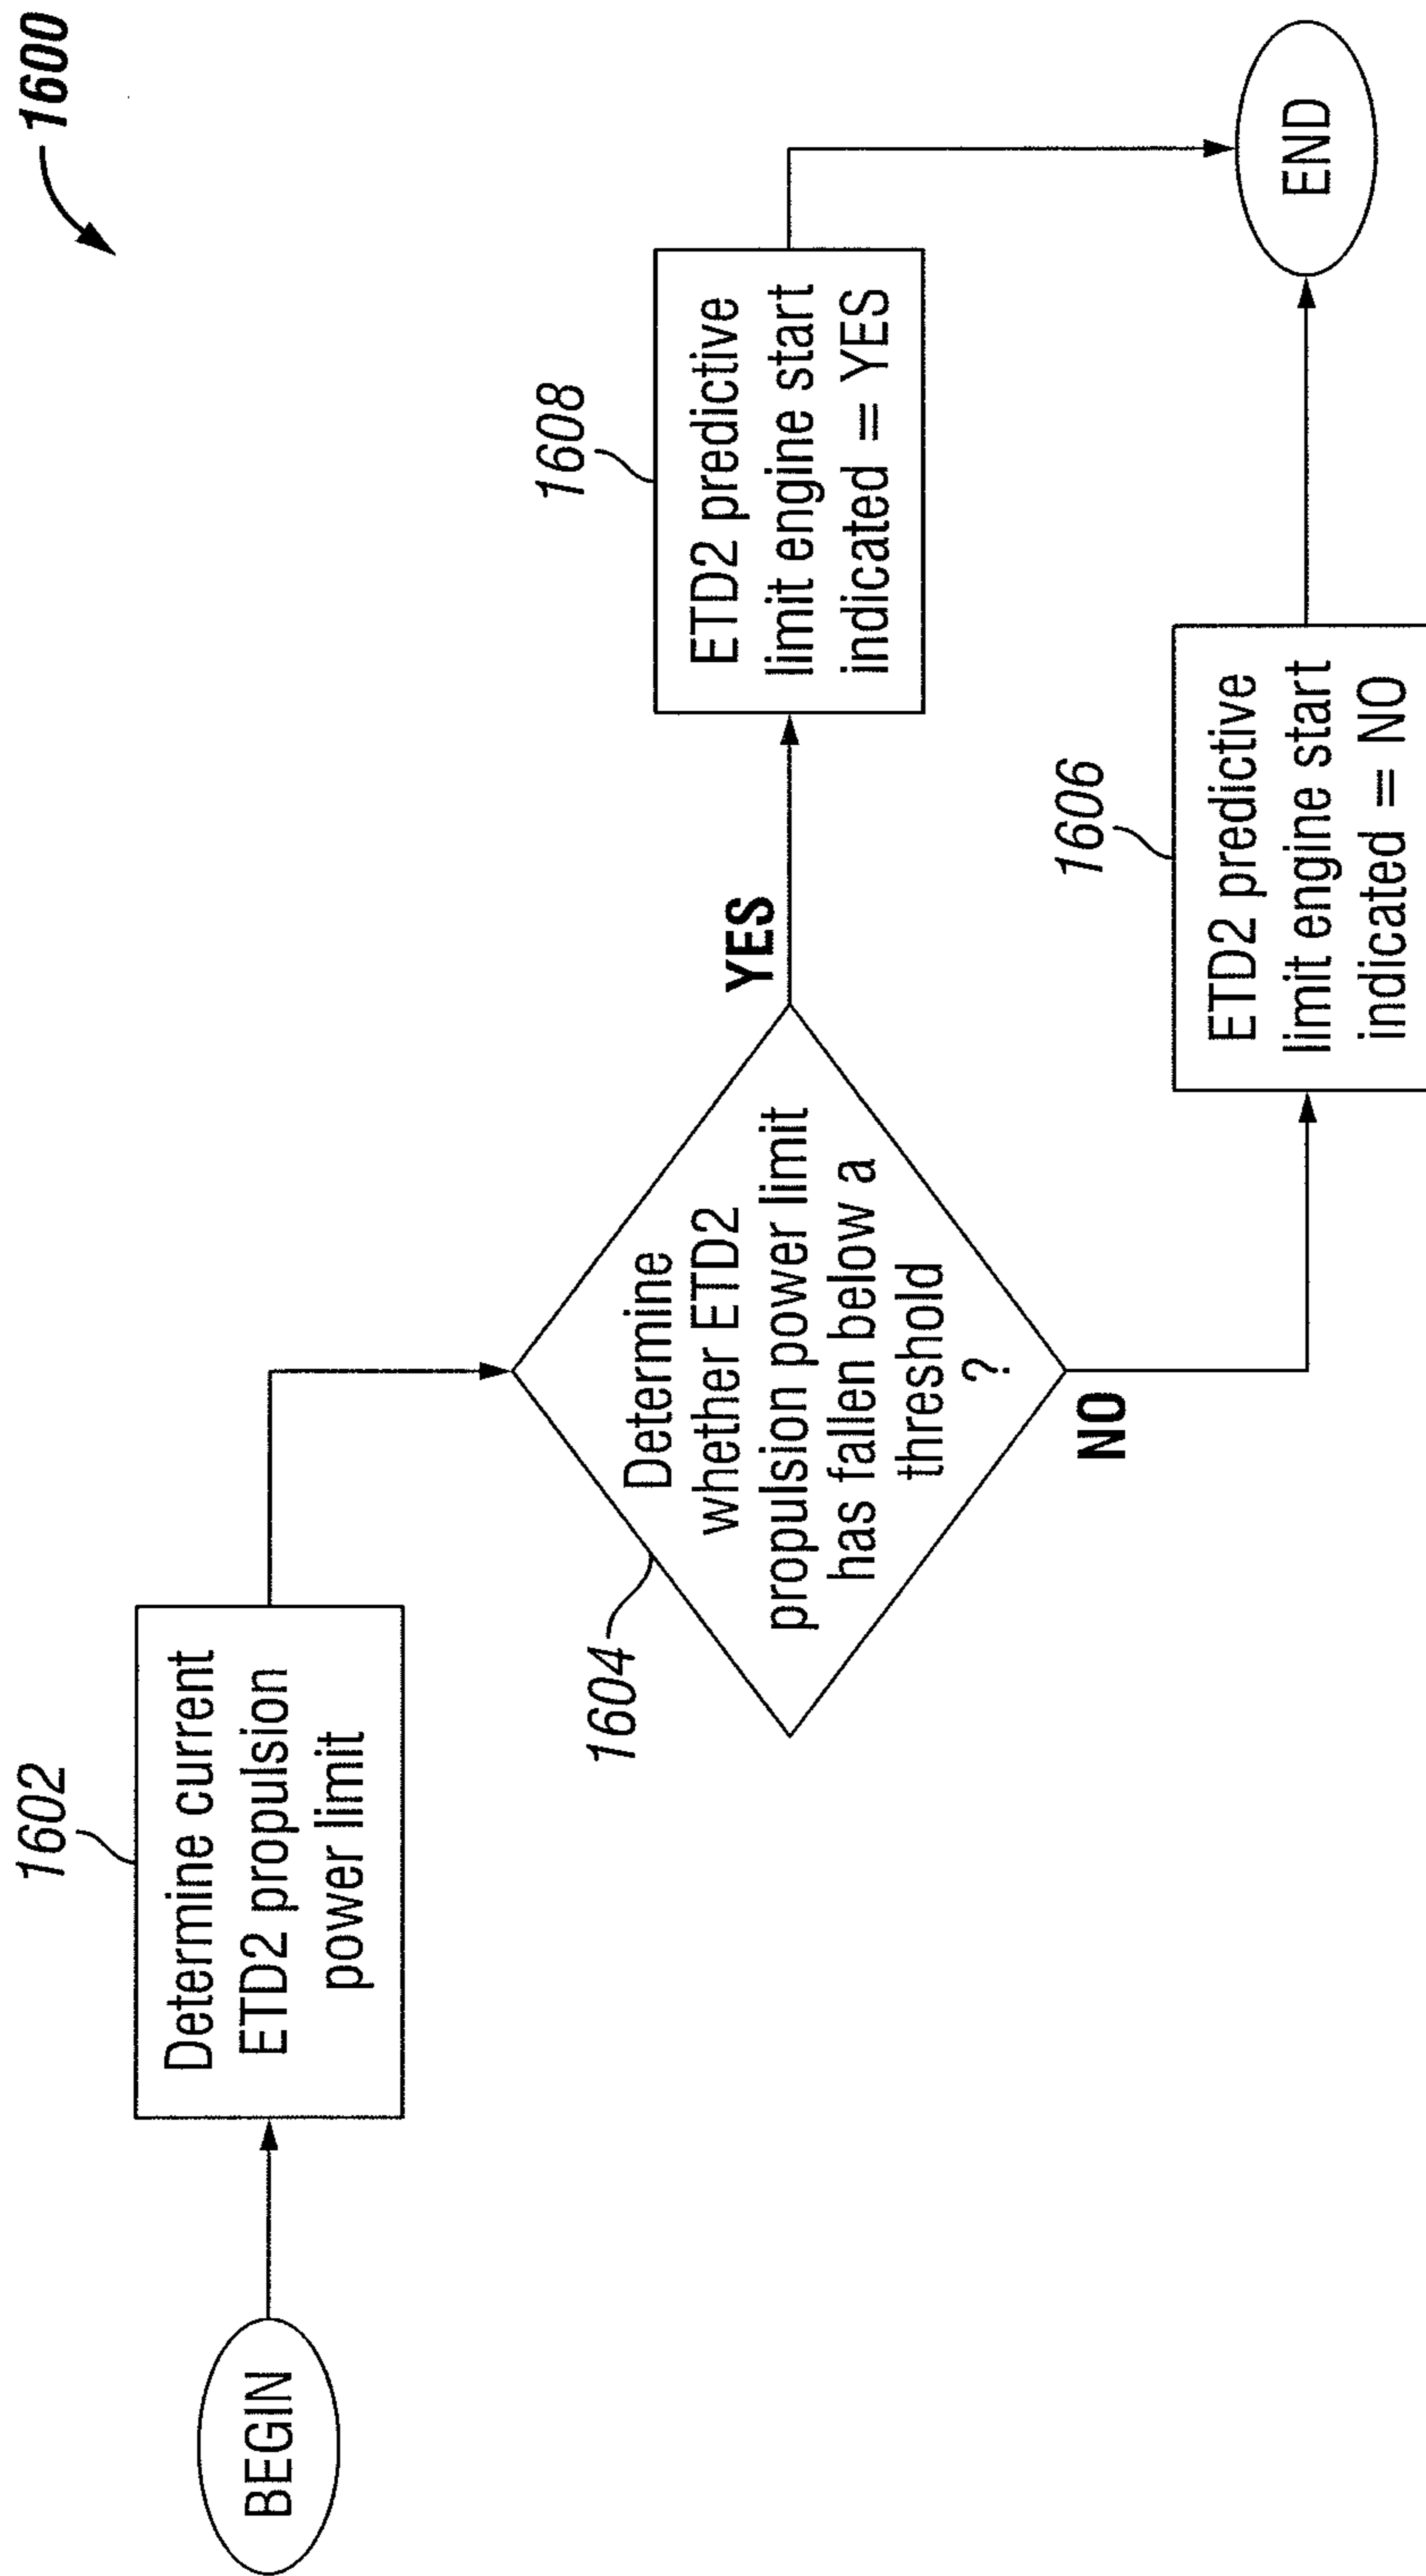 1600
BEGIN
1602
Determine current
ETD2 propulsion
power limit
1604
Determine
whether ETD2
propulsion power limit
has fallen below a
threshold
?
YES
NO
1608
ETD2 predictive
limit engine start
indicated = YES
1606
ETD2 predictive
limit engine start
indicated = NO
END